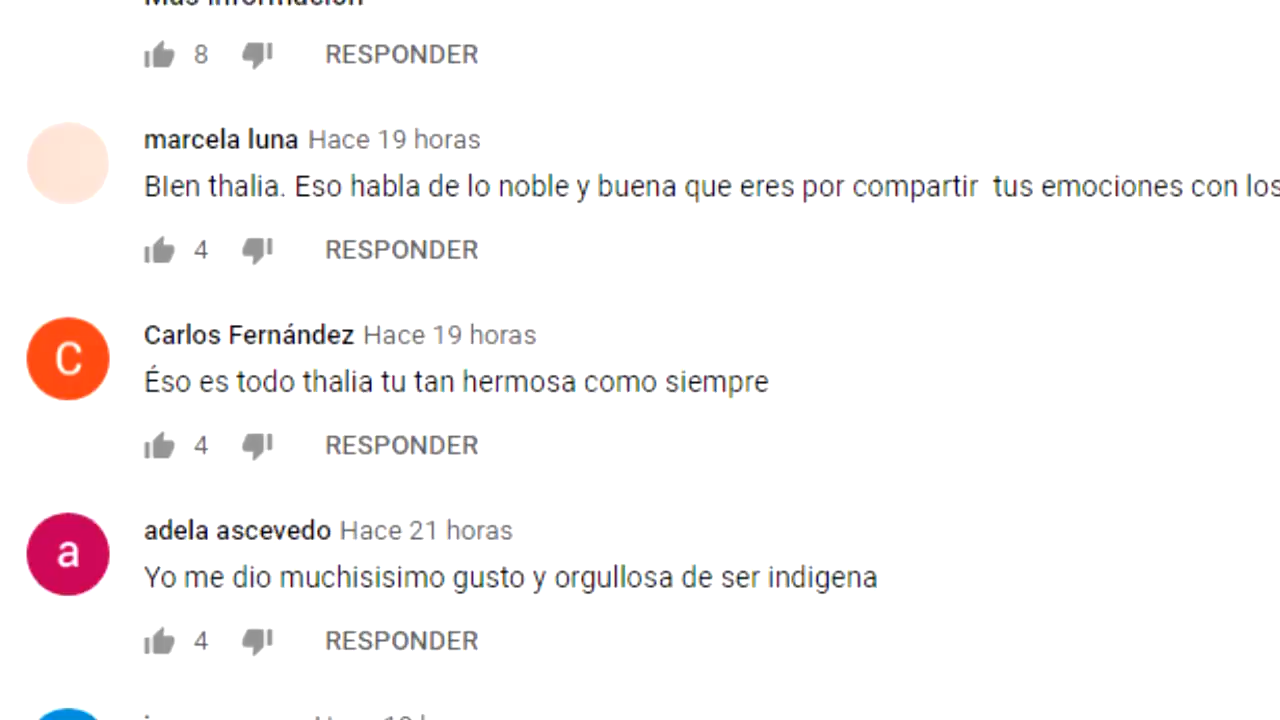 Más información
8 RESPONDER
marcela luna Hace 19 horas
BIen thalia. Eso habla de lo noble y buena que eres por compartir tus emociones con los
4 RESPONDER
C
Carlos Fernández Hace 19 horas
Éso es todo thalia tu tan hermosa como siempre
4 RESPONDER
a
adela ascevedo Hace 21 horas
Yo me dio muchisisimo gusto y orgullosa de ser indigena
4 RESPONDER